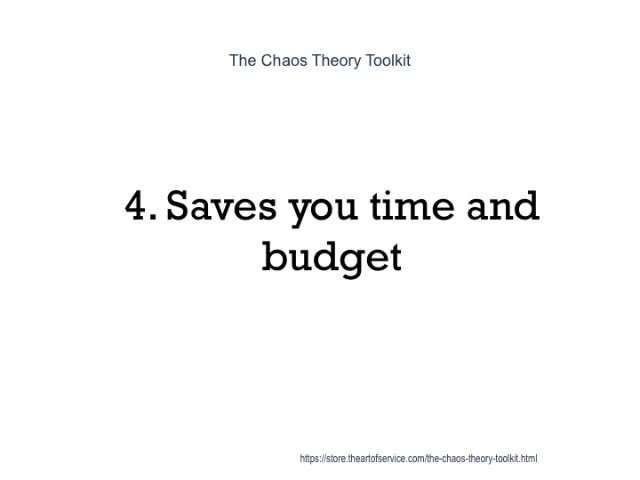 The Chaos Theory Toolkit
4. Saves you time and
budget
https://store.theartofservice.com/the-chaos-theory-toolkit.html